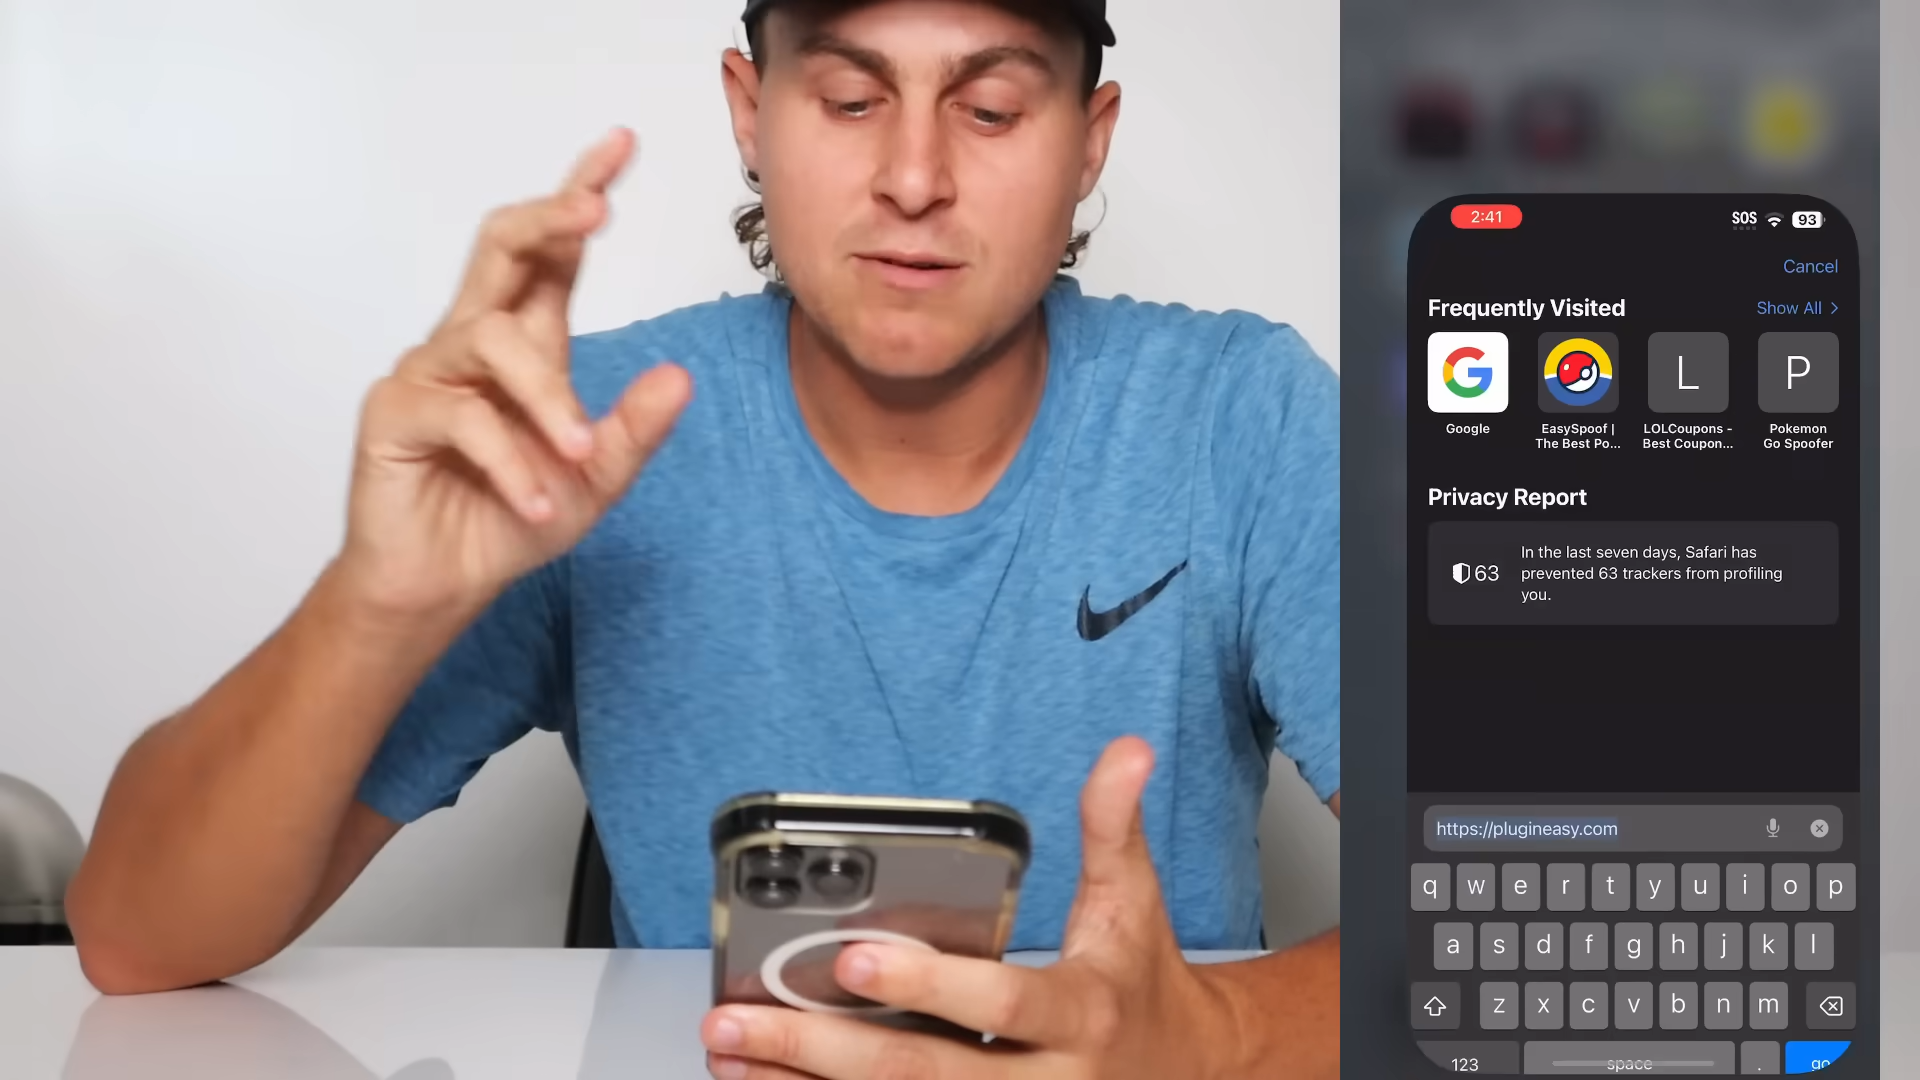 2:41
SOS
93
Cancel
Frequently Visited
Show All >
Google
EasySpoof |
The Best Po...
L
LOLCoupons -
Best Coupon...
P
Pokemon
Go Spoofer
Privacy Report
63
In the last seven days, Safari has
prevented 63 trackers from profiling
you.
https://plugineasy.com
q w e r t y u i o p
a s d f g h j k l
z x c v b n m
123 space . go